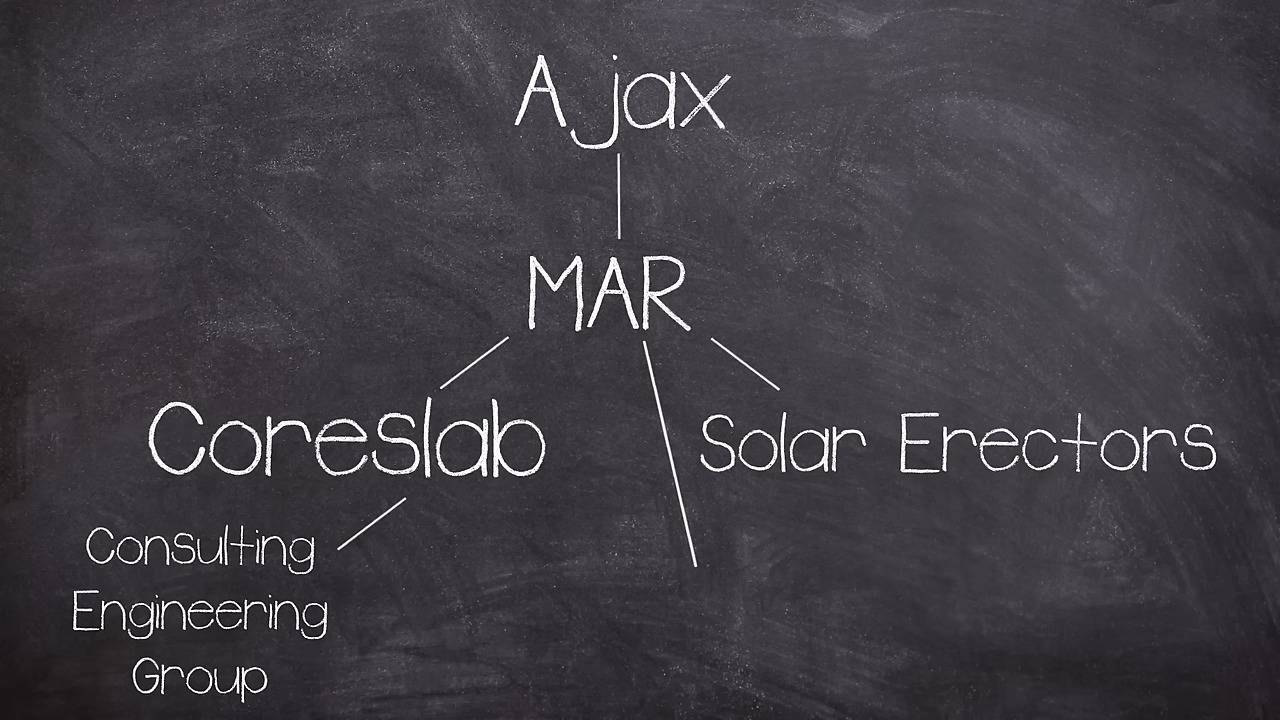 Ajax
MAR
Coreslab
Solar Erectors
Consulting
Engineering
Group